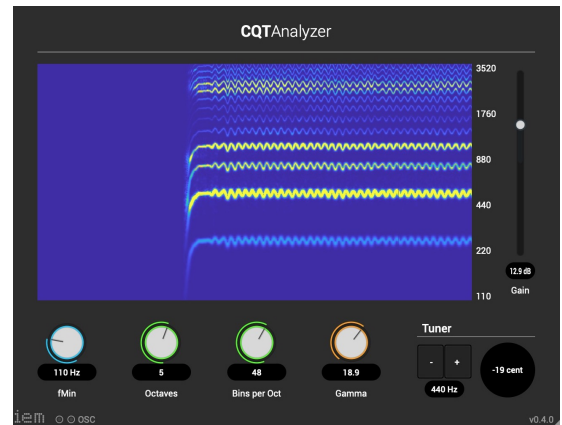 CQTAnalyzer
3520
1760
880
440
220
110
12.9 dB
Gain
110 Hz
5
48
18.9
fMin
Octaves
Bins per Oct
Gamma
Tuner
- +
440 Hz
-19 cent
iem
OSC
v0.4.0